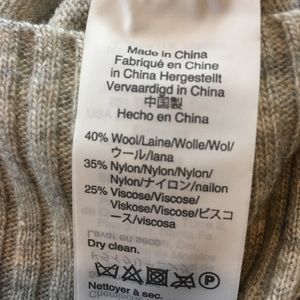 Made in China
Fabriqué en Chine
in China Hergestellt
Vervaardigd in China
中国製
Hecho en China
40% Wool/Laine/Wolle/Wol/
ウール/lana
35% Nylon/Nylon/Nylon/
Nylon/ナイロン/nailon
25% Viscose/Viscose/
Viskose/Viscose/ビスコ
ース/viscosa
Dry clean.
P
Nettoyer à sec.